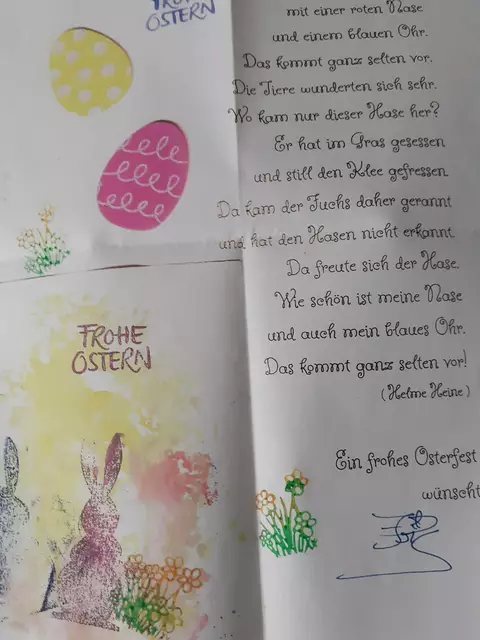 FROHE
OSTERN
mit einer roten Nase
und einem blauen Ohr.
Das kommt ganz selten vor.
Die Tiere wunderten sich sehr.
Wo kam nur dieser Hase her?
Er hat im Gras gesessen
und still den Klee gefressen
Da kam der Fuchs daher gerannt
und hat den Hasen nicht erkannt.
Da freute sich der Hase.
Wie schön ist meine Nase
und auch mein blaues Ohr.
Das kommt ganz selten vor!
(Helme Heine)
Ein frohes Osterfest
wünscht
FROHE
OSTERN